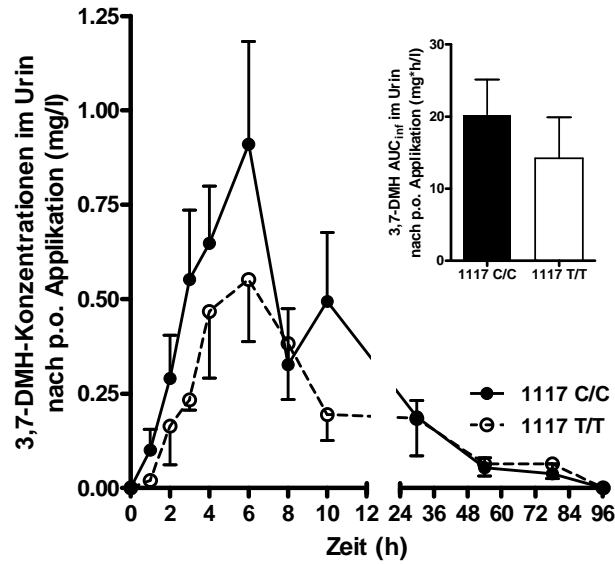 3,7-DMH-Konzentrationen im Urin
nach p.o. Applikation (mg/l)
1.25
1.00
0.75
0.50
0.25
0.00
0 2 4 6 8 10 12 24 36 48 60 72 84 96
Zeit (h)
3,7-DMH AUCinf im Urin
nach p.o. Applikation (mg*h/l)
30
20
10
0
1117 C/C 1117 T/T
1117 C/C
1117 T/T